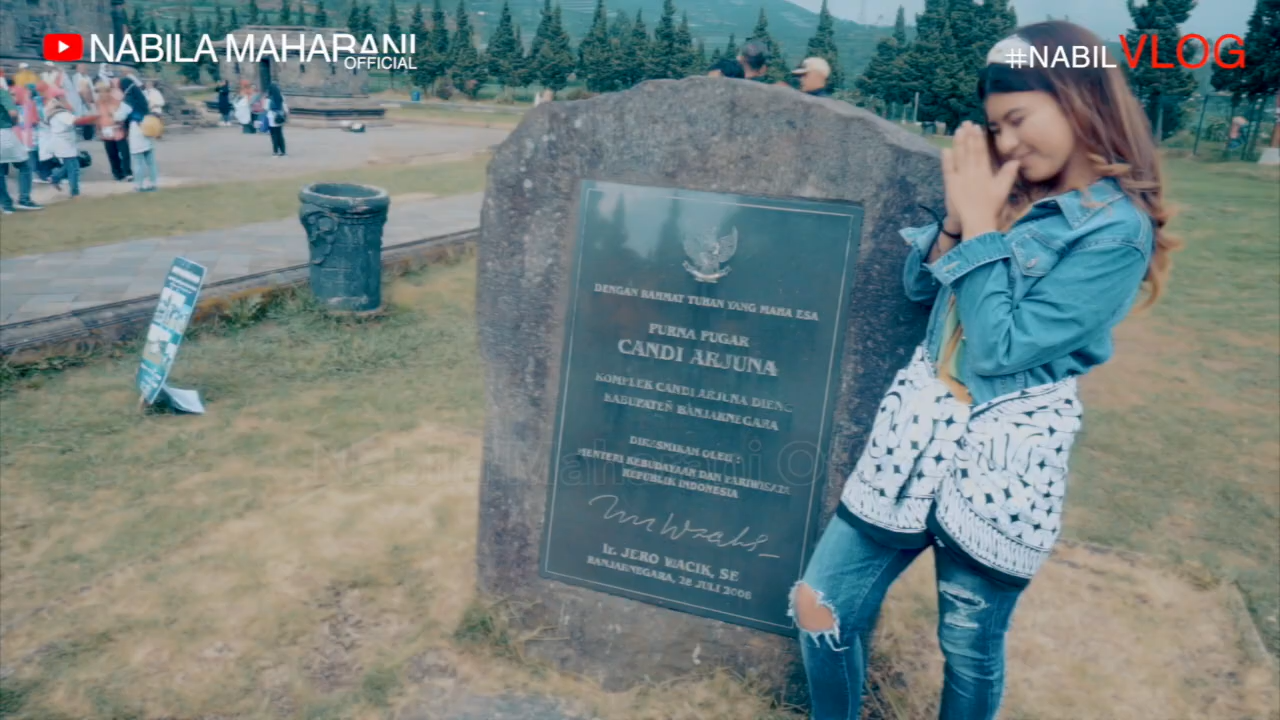 NABILA MAHARANI
OFFICIAL
#NABILVLOG
DENGAN RAHMAT TUHAN YANG MAHA ESA
PURNA PUGAR
CANDI ARJUNA
KOMPLEK CANDI ARJUNA DIENG
KABUPATEN BANJARNEGARA
DIRESMIKAN OLEH :
MENTERI KEBUDAYAAN DAN PARIWISATA
REPUBLIK INDONESIA
Ir. JERO WACIK, SE
BANJARNEGARA, 28 JULI 2008